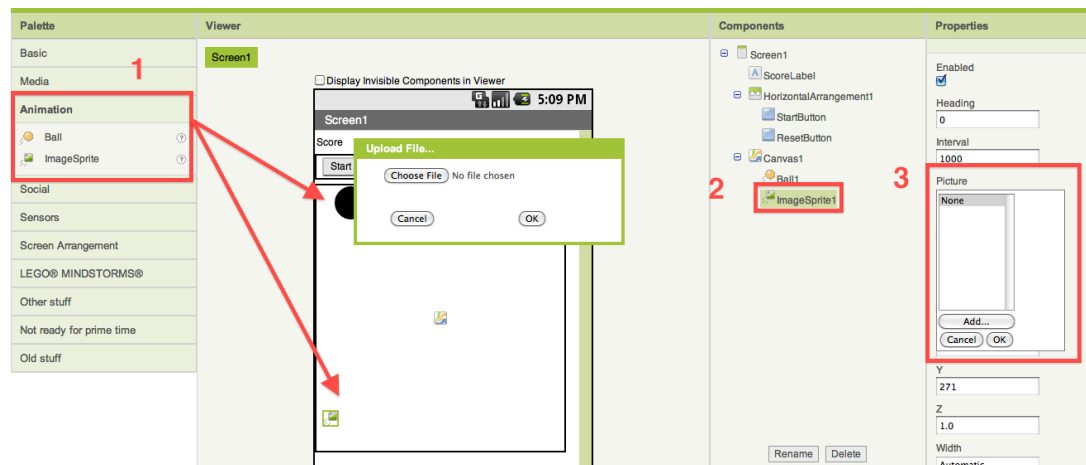 Palette
Basic
Media
1
Animation
Ball ?
ImageSprite ?
Social
Sensors
Screen Arrangement
LEGO® MINDSTORMS®
Other stuff
Not ready for prime time
Old stuff
Viewer
Screen1
Display Invisible Components in Viewer
5:09 PM
Screen1
Score
Start
Upload File...
Choose File No file chosen
Cancel OK
Components
Screen1
A ScoreLabel
HorizontalArrangement1
StartButton
ResetButton
Canvas1
Ball1
2
ImageSprite1
Rename Delete
Properties
Enabled
Heading
0
Interval
1000
3
Picture
None
Add...
Cancel OK
Y
271
Z
1.0
Width
Automatic